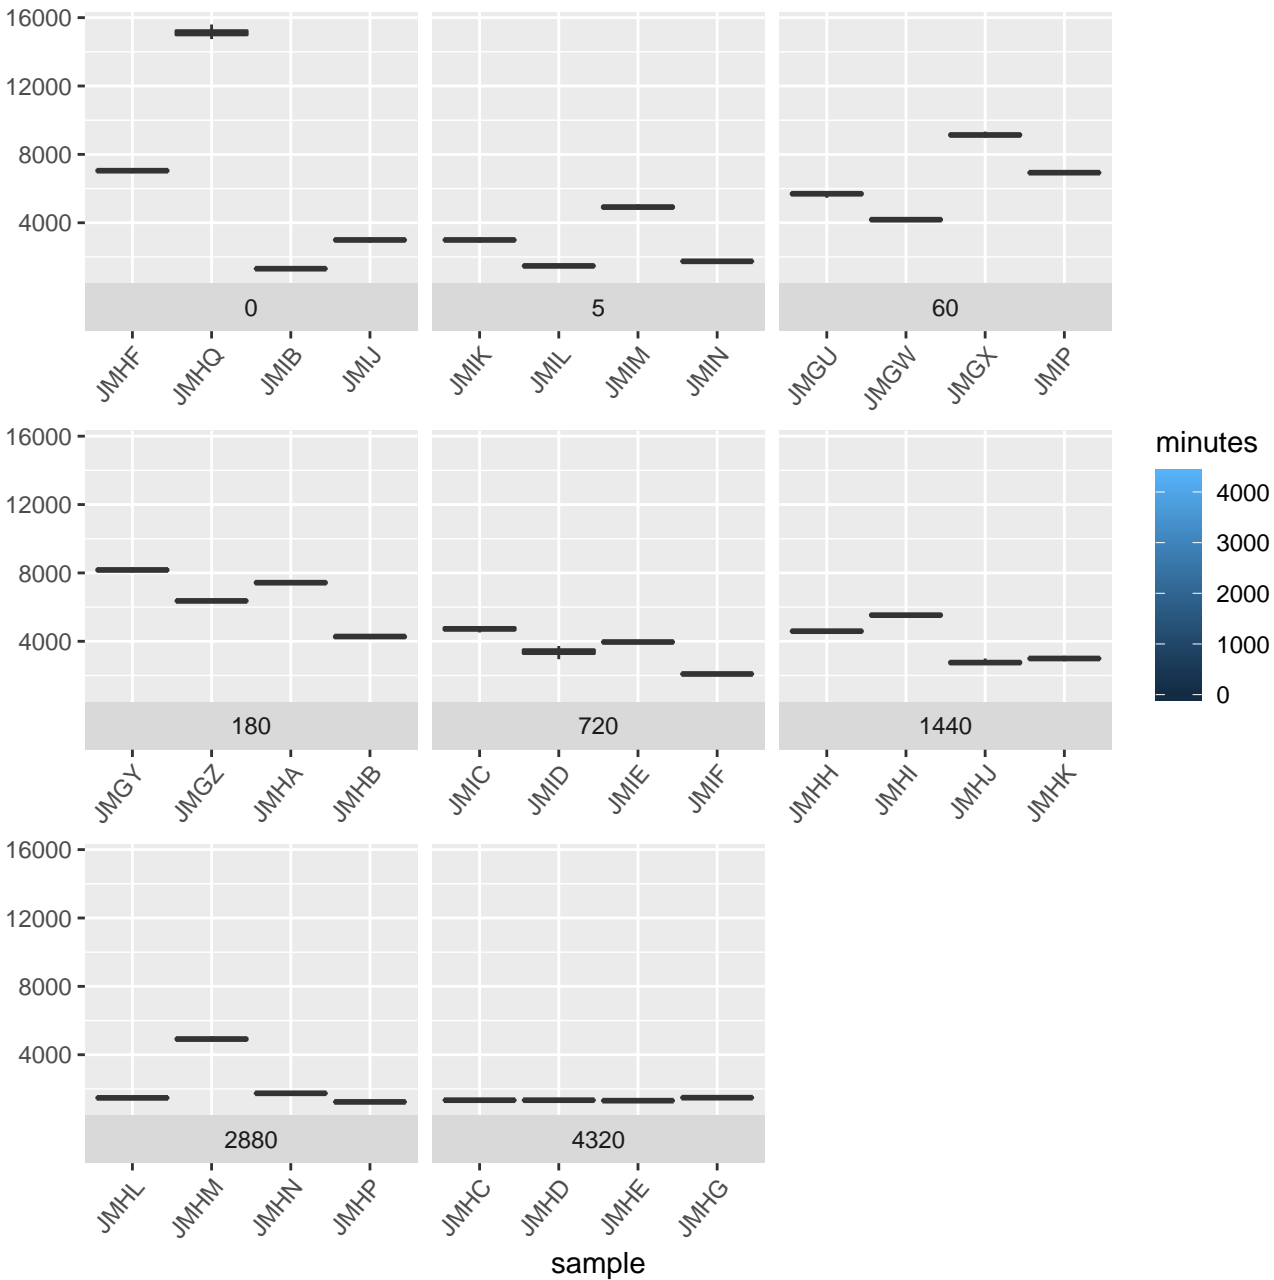 16000
12000
8000
4000
0
5
60
JMHF
JMHQ
JMIB
JMIJ
JMIK
JMIL
JMIM
JMIN
JMGU
JMGW
JMGX
JMIP
16000
12000
8000
4000
180
720
1440
JMGY
JMGZ
JMHA
JMHB
JMIC
JMID
JMIE
JMIF
JMHH
JMHI
JMHJ
JMHK
minutes
4000
3000
2000
1000
0
16000
12000
8000
4000
2880
4320
JMHL
JMHM
JMHN
JMHP
JMHC
JMHD
JMHE
JMHG
sample